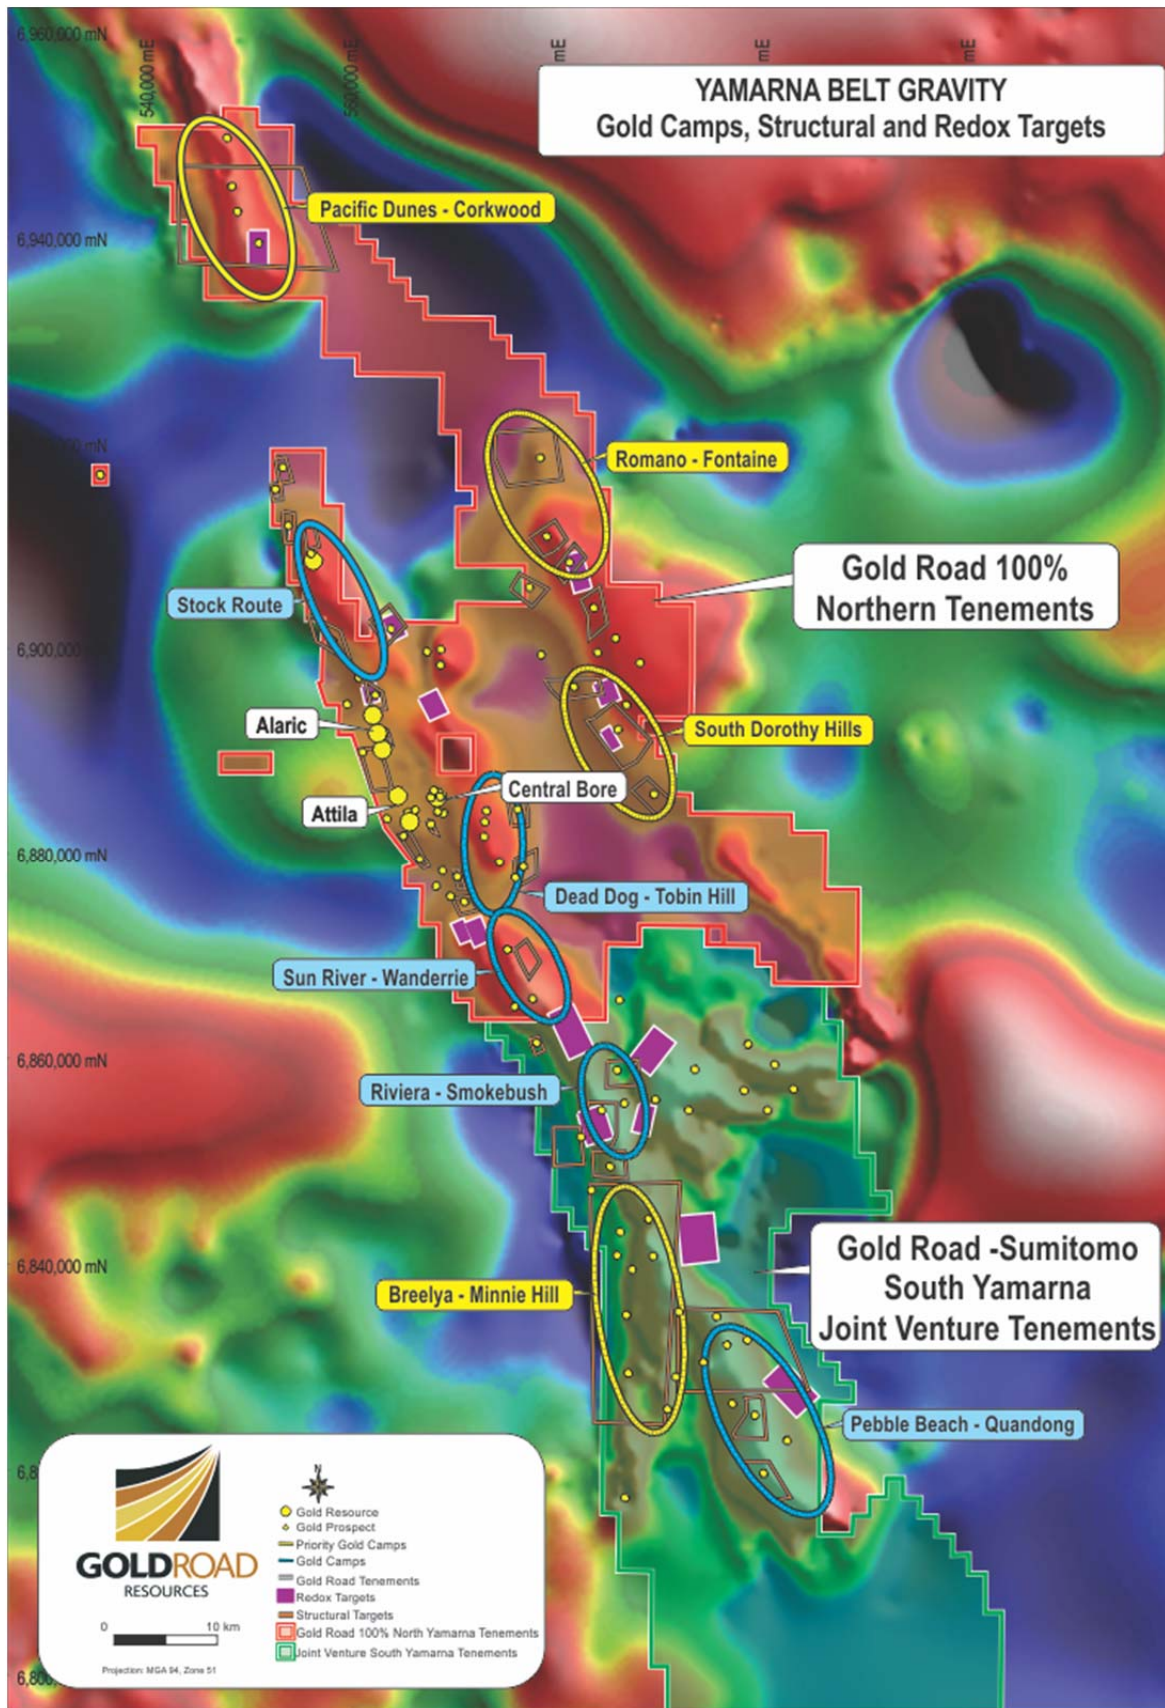 6,960,000 mN
540,000 mE
560,000 mE
mE
mE
mE
YAMARNA BELT GRAVITY
Gold Camps, Structural and Redox Targets
Pacific Dunes - Corkwood
6,940,000 mN
mN
Romano - Fontaine
Gold Road 100%
Northern Tenements
Stock Route
6,900,000 mN
Alaric
South Dorothy Hills
Central Bore
Attila
6,880,000 mN
Dead Dog - Tobin Hill
Sun River - Wanderrie
6,860,000 mN
Riviera - Smokebush
Gold Road -Sumitomo
South Yamarna
Joint Venture Tenements
6,840,000 mN
Breelya - Minnie Hill
Pebble Beach - Quandong
6,8
N
Gold Resource
Gold Prospect
Priority Gold Camps
Gold Camps
Gold Road Tenements
Redox Targets
Structural Targets
Gold Road 100% North Yamarna Tenements
Joint Venture South Yamarna Tenements
GOLDROAD
RESOURCES
0 10 km
Projection: MGA 94, Zone 51
6,800